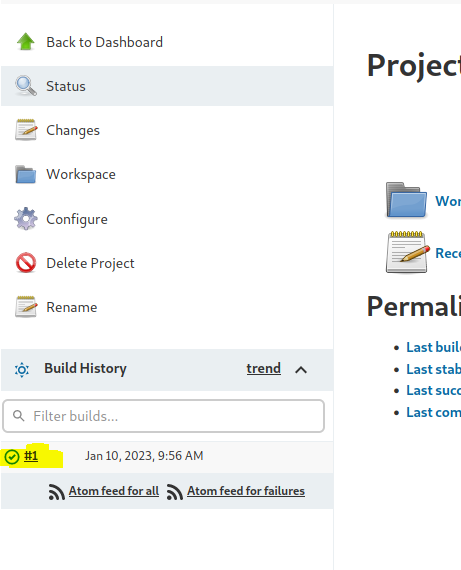 Back to Dashboard
Status
Changes
Workspace
Configure
Delete Project
Rename
Build History trend
Filter builds...
#1 Jan 10, 2023, 9:56 AM
Atom feed for all Atom feed for failures
Project
Wor
Rece
Permali
Last buil
Last stab
Last succ
Last com